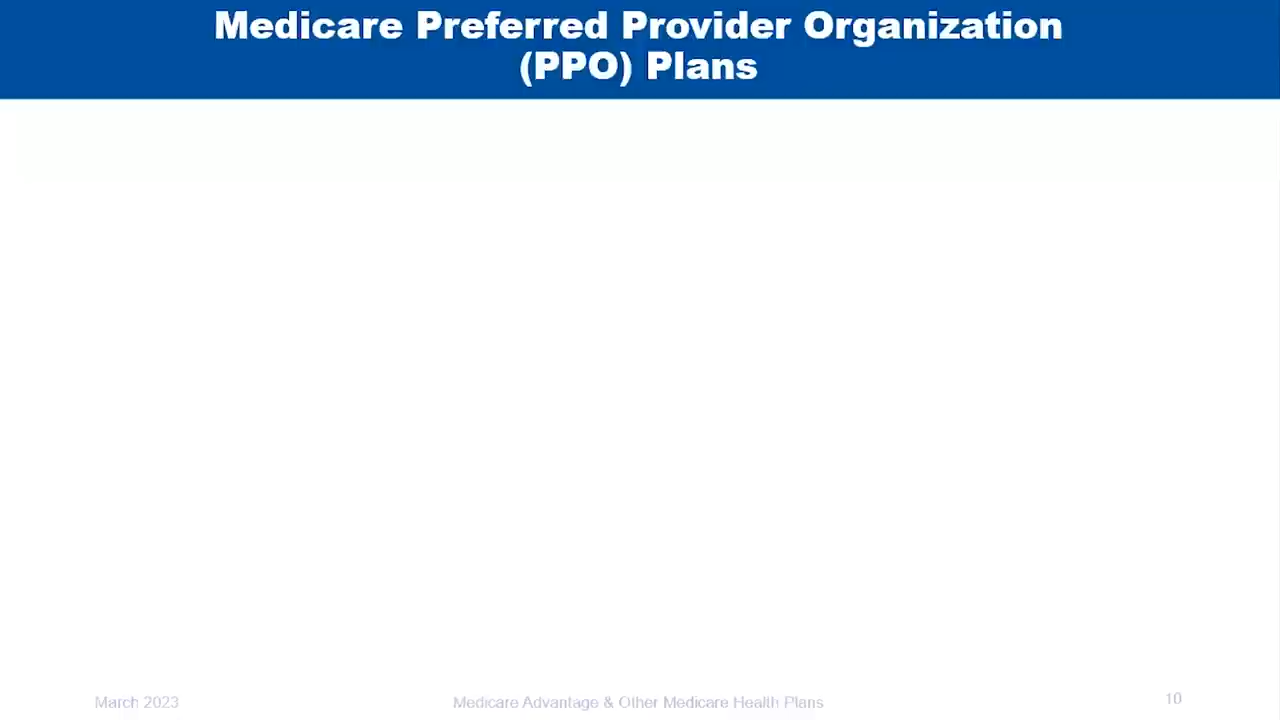 Medicare Preferred Provider Organization
(PPO) Plans
March 2023
Medicare Advantage & Other Medicare Health Plans
10